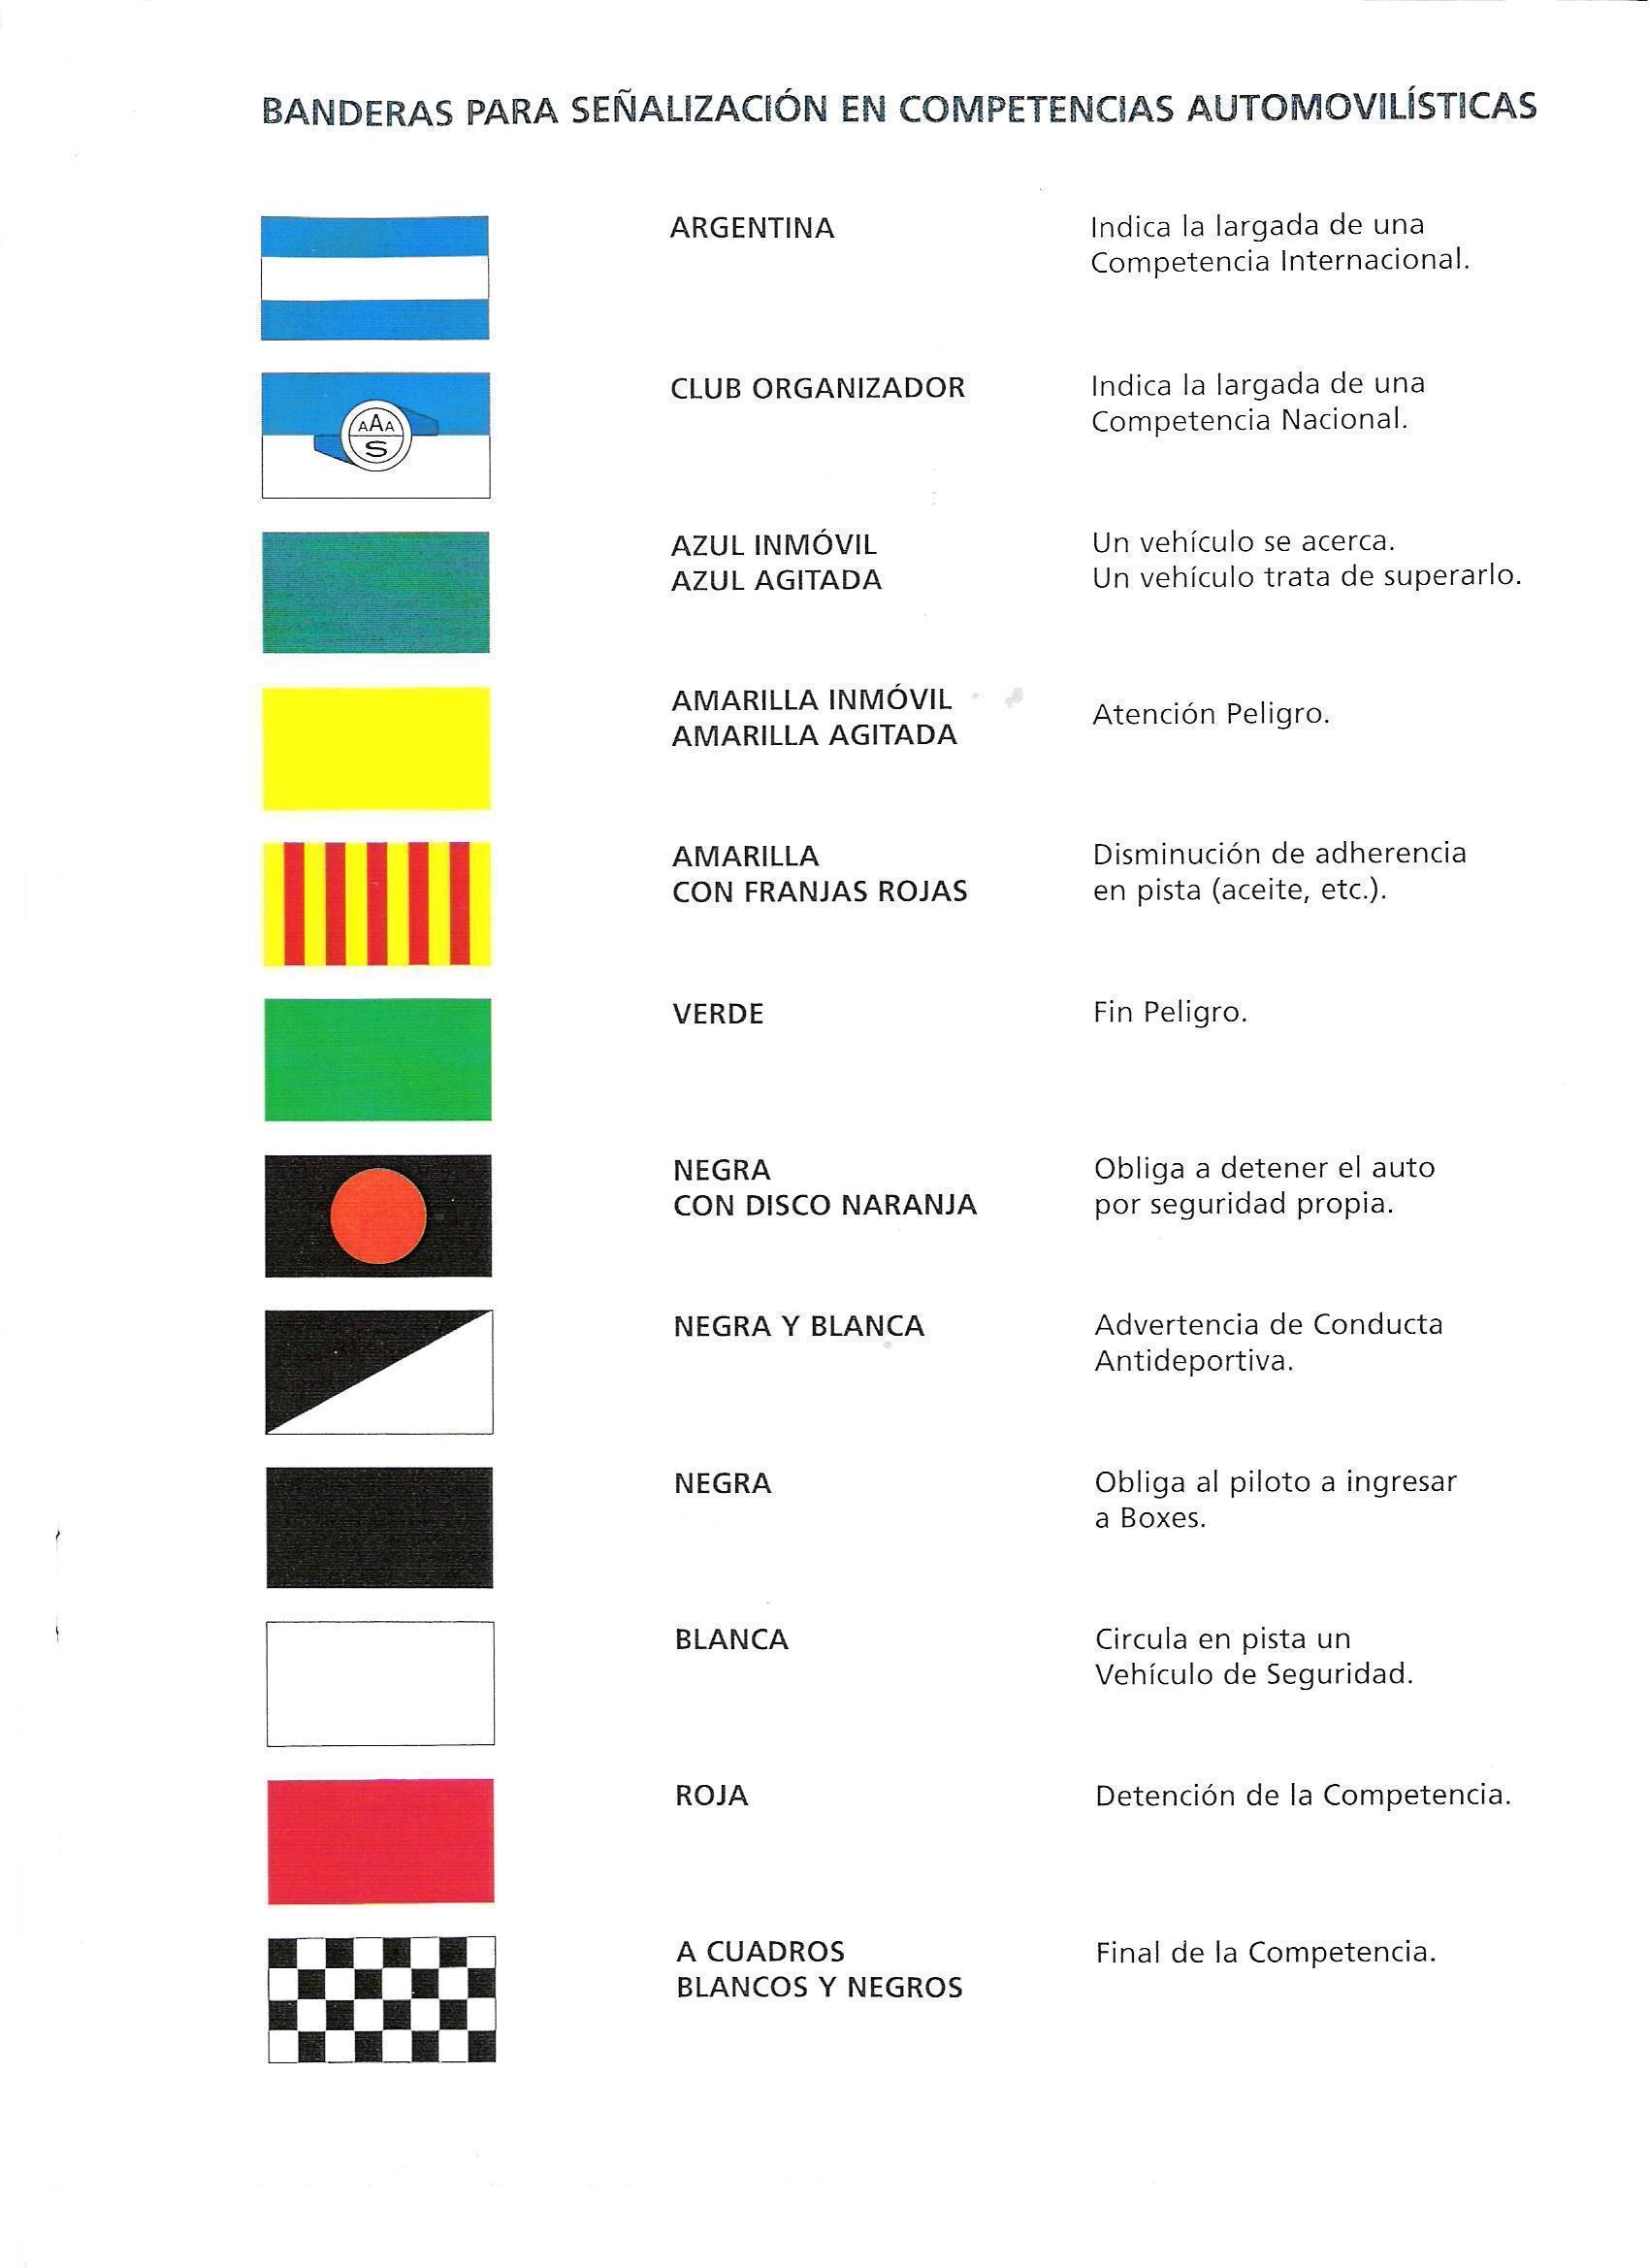 BANDERAS PARA SEÑALIZACIÓN EN COMPETENCIAS AUTOMOVILÍSTICAS
ARGENTINA
Indica la largada de una
Competencia Internacional.
AAA
S
CLUB ORGANIZADOR
Indica la largada de una
Competencia Nacional.
AZUL INMÓVIL
AZUL AGITADA
Un vehículo se acerca.
Un vehículo trata de superarlo.
AMARILLA INMÓVIL
AMARILLA AGITADA
Atención Peligro.
AMARILLA
CON FRANJAS ROJAS
Disminución de adherencia
en pista (aceite, etc.).
VERDE
Fin Peligro.
NEGRA
CON DISCO NARANJA
Obliga a detener el auto
por seguridad propia.
NEGRA Y BLANCA
Advertencia de Conducta
Antideportiva.
NEGRA
Obliga al piloto a ingresar
a Boxes.
BLANCA
Circula en pista un
Vehículo de Seguridad.
ROJA
Detención de la Competencia.
A CUADROS
BLANCOS Y NEGROS
Final de la Competencia.